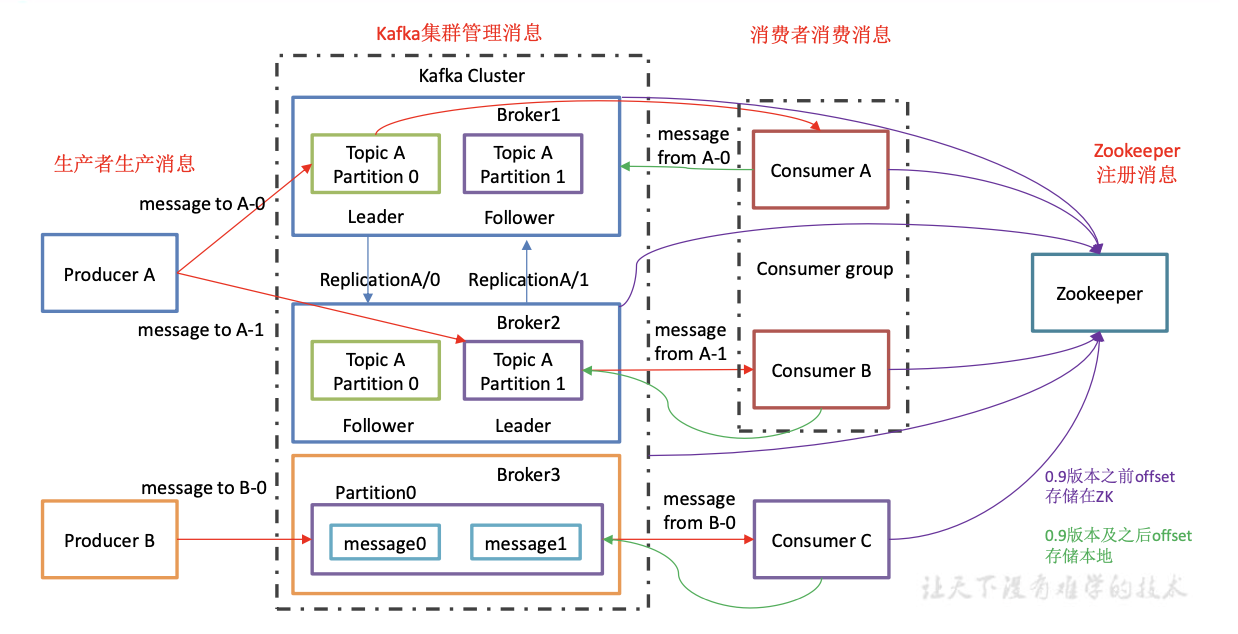 Kafka集群管理消息
消费者消费消息
Kafka Cluster
Broker1
Topic A
Partition 0
Topic A
Partition 1
Leader
Follower
生产者生产消息
message to A-0
Producer A
message to A-1
ReplicationA/0
ReplicationA/1
Broker2
Topic A
Partition 0
Topic A
Partition 1
Follower
Leader
message to B-0
Producer B
Broker3
Partition0
message0
message1
message
from A-0
Consumer A
Consumer group
message
from A-1
Consumer B
message
from B-0
Consumer C
Zookeeper
注册消息
Zookeeper
0.9版本之前offset
存储在ZK
0.9版本及之后offset
存储本地
让天下没有难学的技术